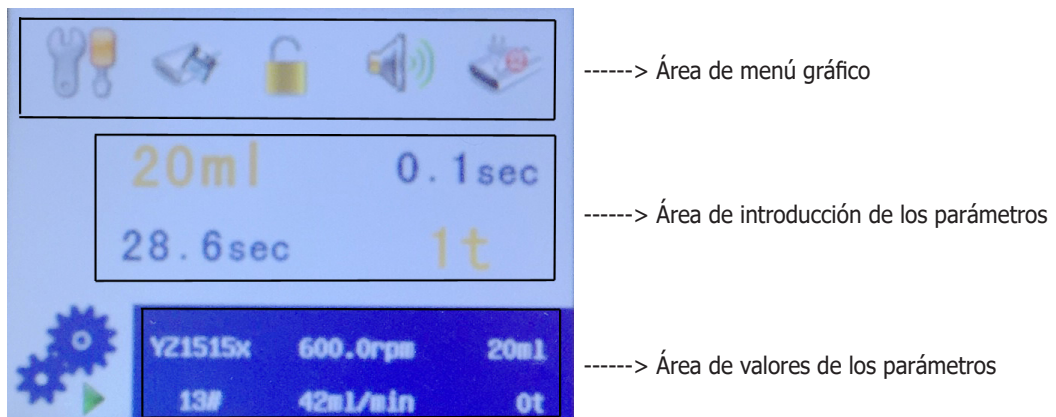 ------> Área de menú gráfico
20ml 0.1sec
------> Área de introducción de los parámetros
28.6sec 1t
YZ1515x 600.0rpm 20ml
------> Área de valores de los parámetros
13# 42ml/min 0t